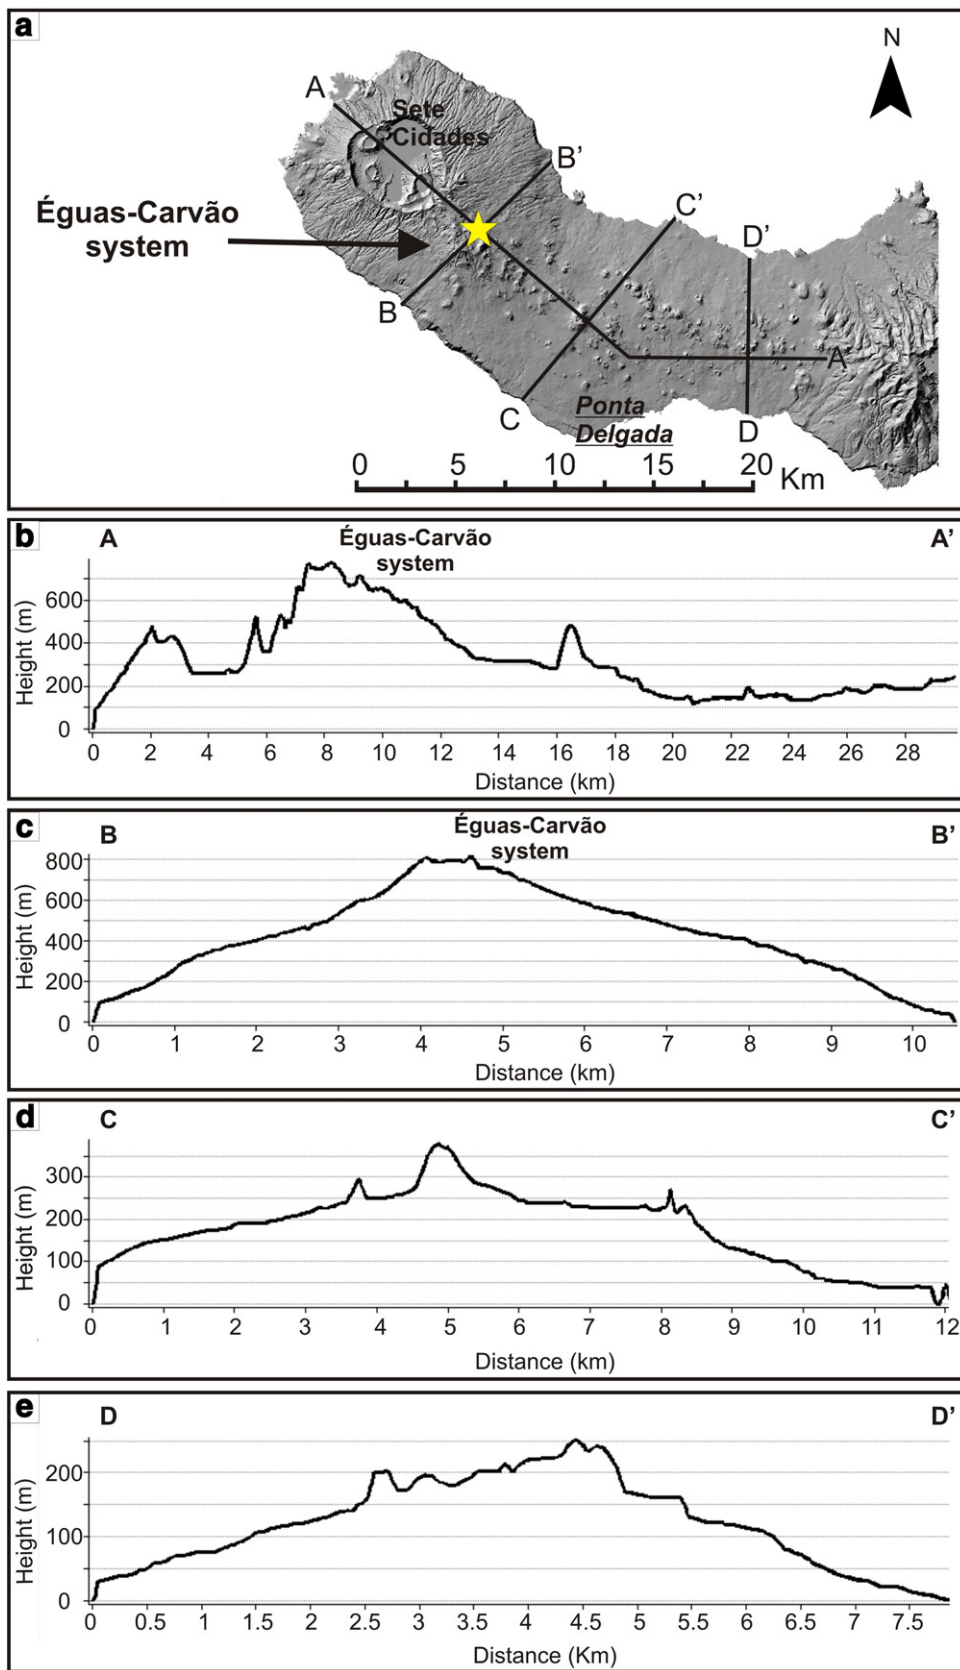 a
N
A
Sete
Cidades
B'
Éguas-Carvão
system
C'
D'
B
A
C
Ponta
Delgada
D
0 5 10 15 20 Km
b
A
Éguas-Carvão
system
A'
Height (m)
600
400
200
0
0 2 4 6 8 10 12 14 16 18 20 22 24 26 28
Distance (km)
c
B
Éguas-Carvão
system
B'
Height (m)
800
600
400
200
0
0 1 2 3 4 5 6 7 8 9 10
Distance (km)
d
C
C'
Height (m)
300
200
100
0
0 1 2 3 4 5 6 7 8 9 10 11 12
Distance (km)
e
D
D'
Height (m)
200
100
0
0 0.5 1 1.5 2 2.5 3 3.5 4 4.5 5 5.5 6 6.5 7 7.5
Distance (Km)